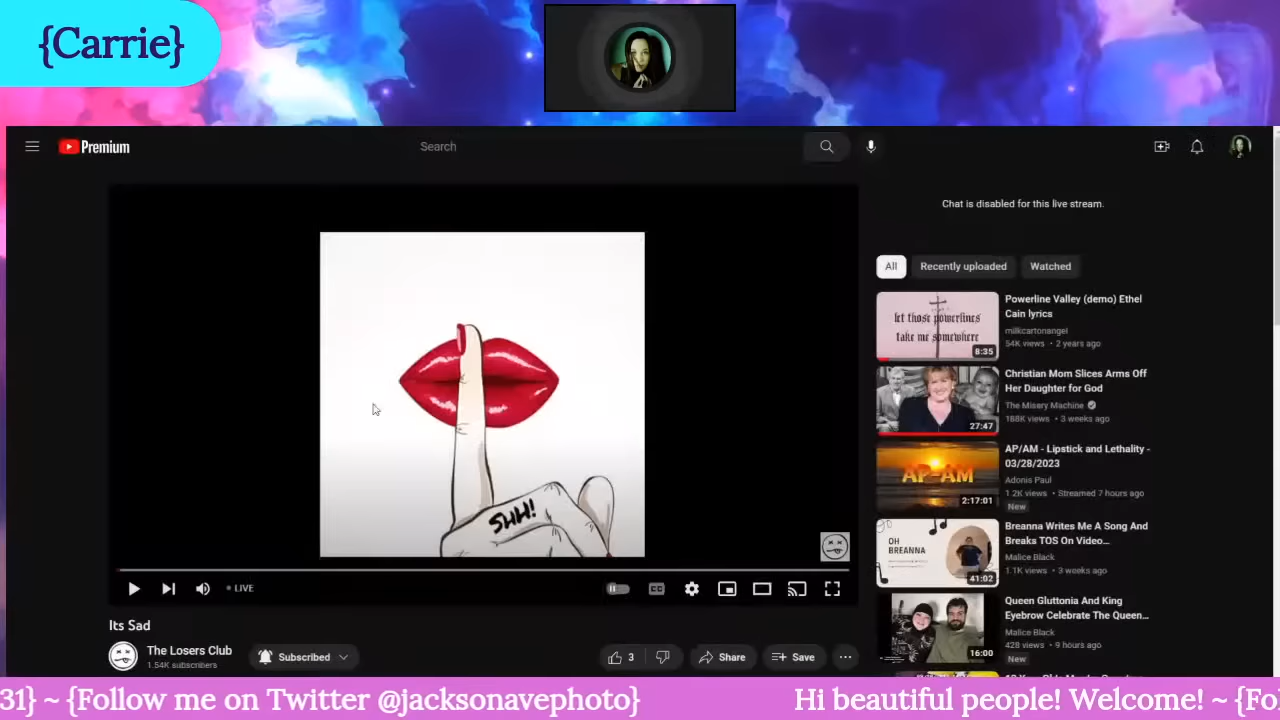 {Carrie}
Premium
Search
Chat is disabled for this live stream.
All
Recently uploaded
Watched
let those powerlines
take me somewhere
8:35
Powerline Valley (demo) Ethel
Cain lyrics
milkcartonangel
54K views • 2 years ago
27:47
Christian Mom Slices Arms Off
Her Daughter for God
The Misery Machine
188K views • 3 weeks ago
AP-AM
2:17:01
AP/AM - Lipstick and Lethality -
03/28/2023
Adonis Paul
1.2K views • Streamed 7 hours ago
New
OH
BREANNA
41:02
Breanna Writes Me A Song And
Breaks TOS On Video...
Malice Black
1.1K views • 3 weeks ago
16:00
Queen Gluttonia And King
Eyebrow Celebrate The Queen...
Malice Black
428 views • 9 hours ago
New
SHH!
LIVE
CC
Its Sad
The Losers Club
1.54K subscribers
Subscribed
3
Share
Save
31} ~ {Follow me on Twitter @jacksonavephoto}
Hi beautiful people! Welcome! ~ {Fo